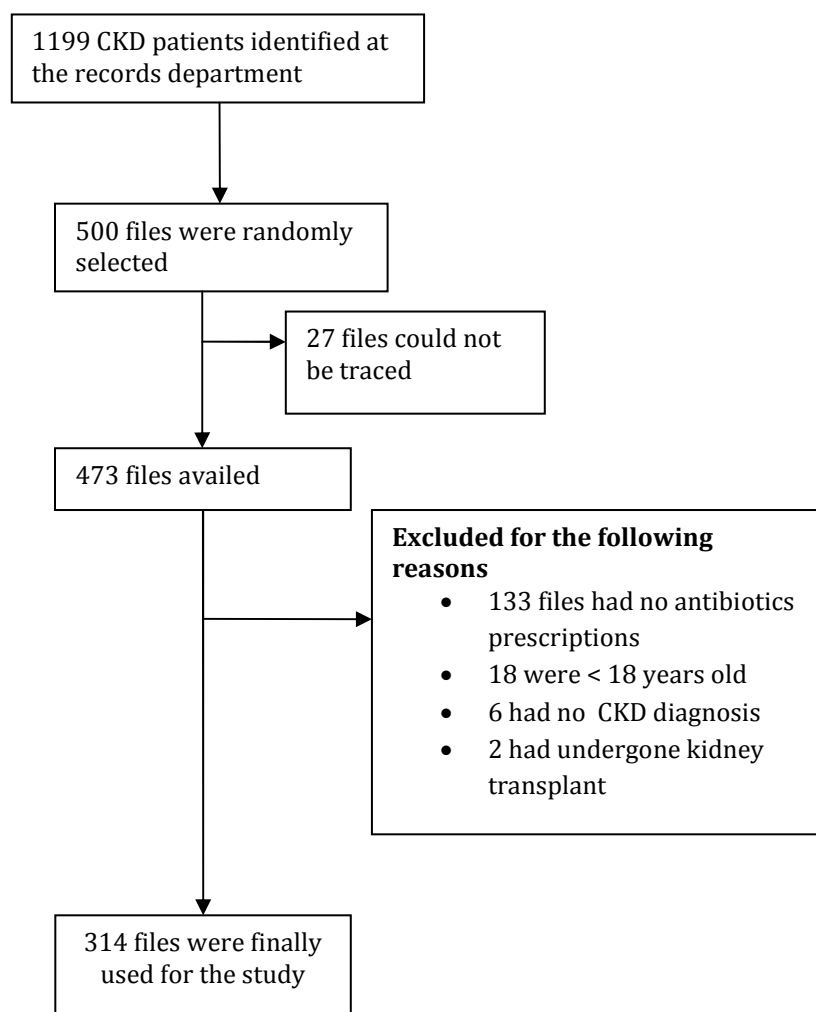 1199 CKD patients identified at
the records department
500 files were randomly
selected
27 files could not
be traced
473 files availed
Excluded for the following
reasons
• 133 files had no antibiotics
prescriptions
• 18 were < 18 years old
• 6 had no CKD diagnosis
• 2 had undergone kidney
transplant
314 files were finally
used for the study